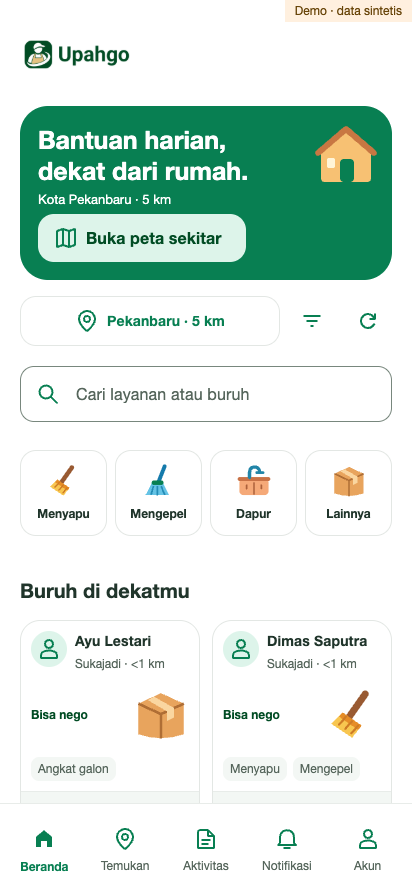 Demo · data sintetis
Upahgo
Bantuan harian,
dekat dari rumah.
Kota Pekanbaru · 5 km
Buka peta sekitar
Pekanbaru · 5 km
Cari layanan atau buruh
Menyapu
Mengepel
Dapur
Lainnya
Buruh di dekatmu
Ayu Lestari
Sukajadi · <1 km
Bisa nego
Angkat galon
Dimas Saputra
Sukajadi · <1 km
Bisa nego
Menyapu
Mengepel
Beranda
Temukan
Aktivitas
Notifikasi
Akun